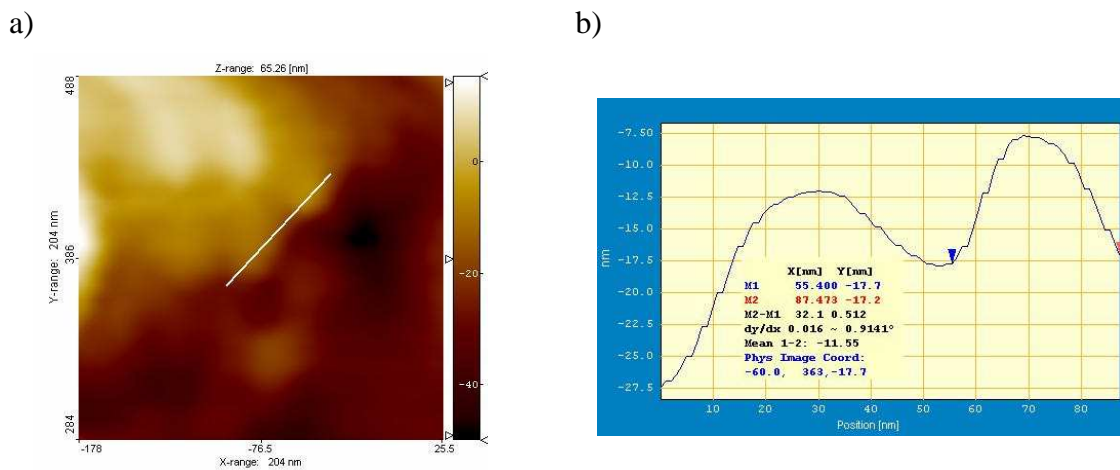 a)
b)
Z-range: 65.26 [nm]
488
386
284
Y-range: 204 nm
-178
-76.5
25.5
X-range: 204 nm
0
-20
-40
-7.50
-10.0
-12.5
-15.0
-17.5
-20.0
-22.5
-25.0
-27.5
nm
X[nm] Y[nm]
M1 55.400 -17.7
M2 87.473 -17.2
M2-M1 32.1 0.512
dy/dx 0.016 ~ 0.9141°
Mean 1-2: -11.55
Phys Image Coord:
-60.0, 363,-17.7
10 20 30 40 50 60 70 80
Position [nm]